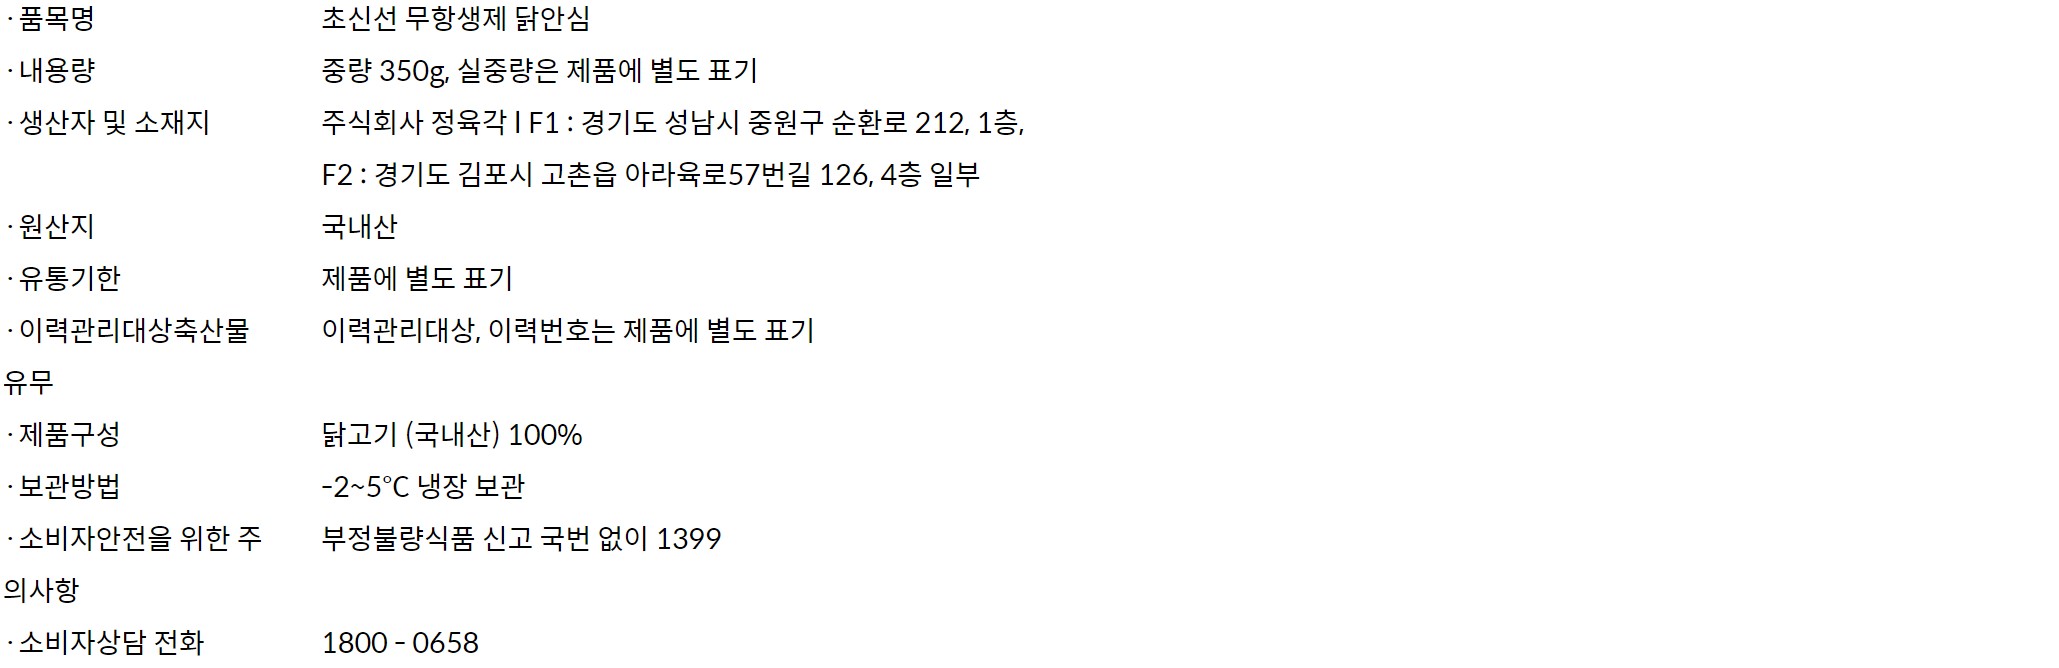 · 품목명 초신선 무항생제 닭안심
· 내용량 중량 350g, 실중량은 제품에 별도 표기
· 생산자 및 소재지 주식회사 정육각 l F1 : 경기도 성남시 중원구 순환로 212, 1층,
F2 : 경기도 김포시 고촌읍 아라육로57번길 126, 4층 일부
· 원산지 국내산
· 유통기한 제품에 별도 표기
· 이력관리대상축산물 이력관리대상, 이력번호는 제품에 별도 표기
유무
· 제품구성 닭고기 (국내산) 100%
· 보관방법 -2~5°C 냉장 보관
· 소비자안전을 위한 주 부정불량식품 신고 국번 없이 1399
의사항
· 소비자상담 전화 1800 - 0658